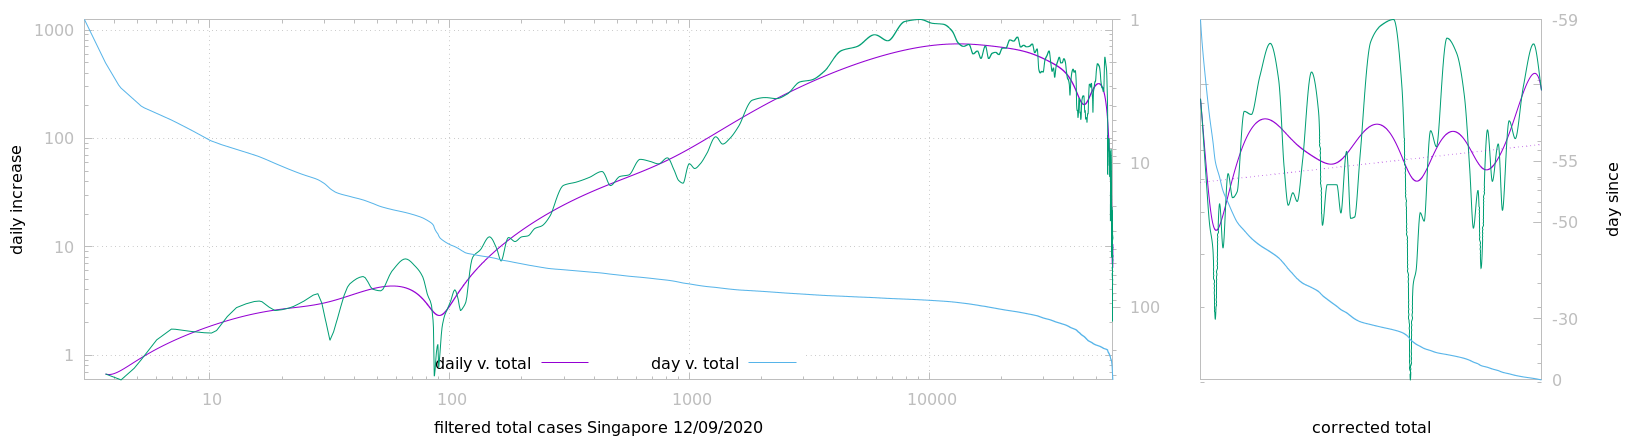 1000
100
10
1
daily increase
10
100
1000
10000
filtered total cases Singapore 12/09/2020
daily v. total
day v. total
1
10
100
-59
-55
-50
-30
0
day since
corrected total